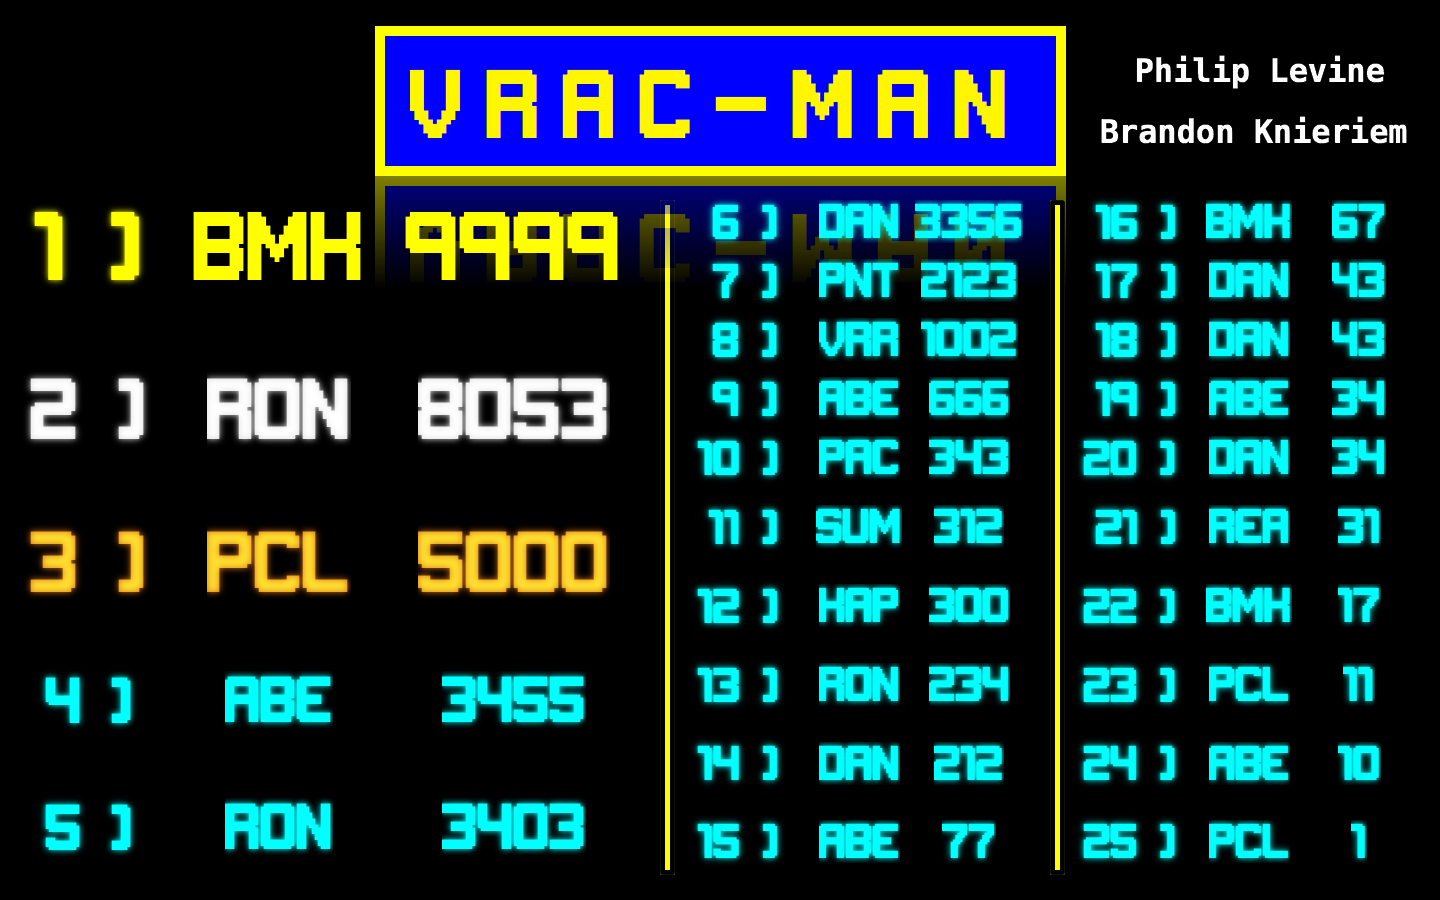 VRAC-MAN
Philip Levine
Brandon Knieriem
1 ) BMH 9999
2 ) RON 8053
3 ) PCL 5000
4 ) ABE 3455
5 ) RON 3403
6 ) DAN 3356
7 ) PNT 2123
8 ) VRA 1002
9 ) ABE 666
10 ) PAC 343
11 ) SUM 312
12 ) KAP 300
13 ) RON 234
14 ) DAN 212
15 ) ABE 77
16 ) BMH 67
17 ) DAN 43
18 ) DAN 43
19 ) ABE 34
20 ) DAN 34
21 ) REA 31
22 ) BMH 17
23 ) PCL 11
24 ) ABE 10
25 ) PCL 1